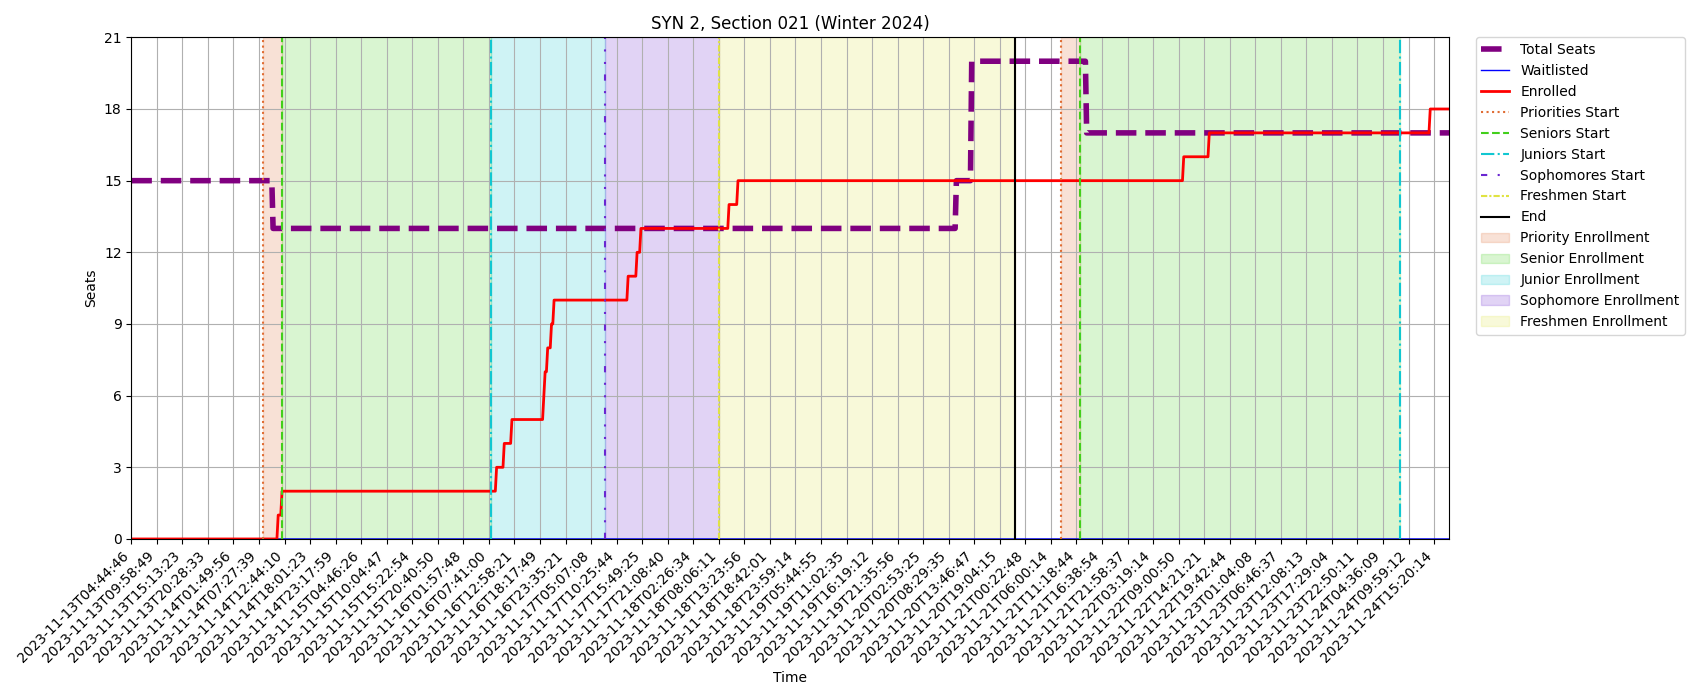 SYN 2, Section 021 (Winter 2024)
21
18
15
12
9
6
3
0
Seats
2023-11-13T04:44:46
2023-11-13T09:58:49
2023-11-13T15:13:23
2023-11-13T20:28:33
2023-11-14T01:49:56
2023-11-14T07:27:39
2023-11-14T12:44:10
2023-11-14T18:01:23
2023-11-14T23:17:59
2023-11-15T04:46:26
2023-11-15T10:04:47
2023-11-15T15:22:54
2023-11-15T20:40:50
2023-11-16T01:57:48
2023-11-16T07:41:00
2023-11-16T12:58:21
2023-11-16T18:17:49
2023-11-16T23:35:21
2023-11-17T05:07:08
2023-11-17T10:25:44
2023-11-17T15:49:25
2023-11-17T21:08:40
2023-11-18T02:26:34
2023-11-18T08:06:11
2023-11-18T13:23:56
2023-11-18T18:42:01
2023-11-18T23:59:14
2023-11-19T05:44:55
2023-11-19T11:02:35
2023-11-19T16:19:12
2023-11-19T21:35:56
2023-11-20T02:53:25
2023-11-20T08:29:35
2023-11-20T13:46:47
2023-11-20T19:04:15
2023-11-21T00:22:48
2023-11-21T06:00:14
2023-11-21T11:18:44
2023-11-21T16:38:54
2023-11-21T21:58:37
2023-11-22T03:19:14
2023-11-22T09:00:50
2023-11-22T14:21:21
2023-11-22T19:42:44
2023-11-23T01:04:08
2023-11-23T06:46:37
2023-11-23T12:08:13
2023-11-23T17:29:04
2023-11-23T22:50:11
2023-11-24T04:36:09
2023-11-24T09:59:12
2023-11-24T15:20:14
Time
Total Seats
Waitlisted
Enrolled
Priorities Start
Seniors Start
Juniors Start
Sophomores Start
Freshmen Start
End
Priority Enrollment
Senior Enrollment
Junior Enrollment
Sophomore Enrollment
Freshmen Enrollment